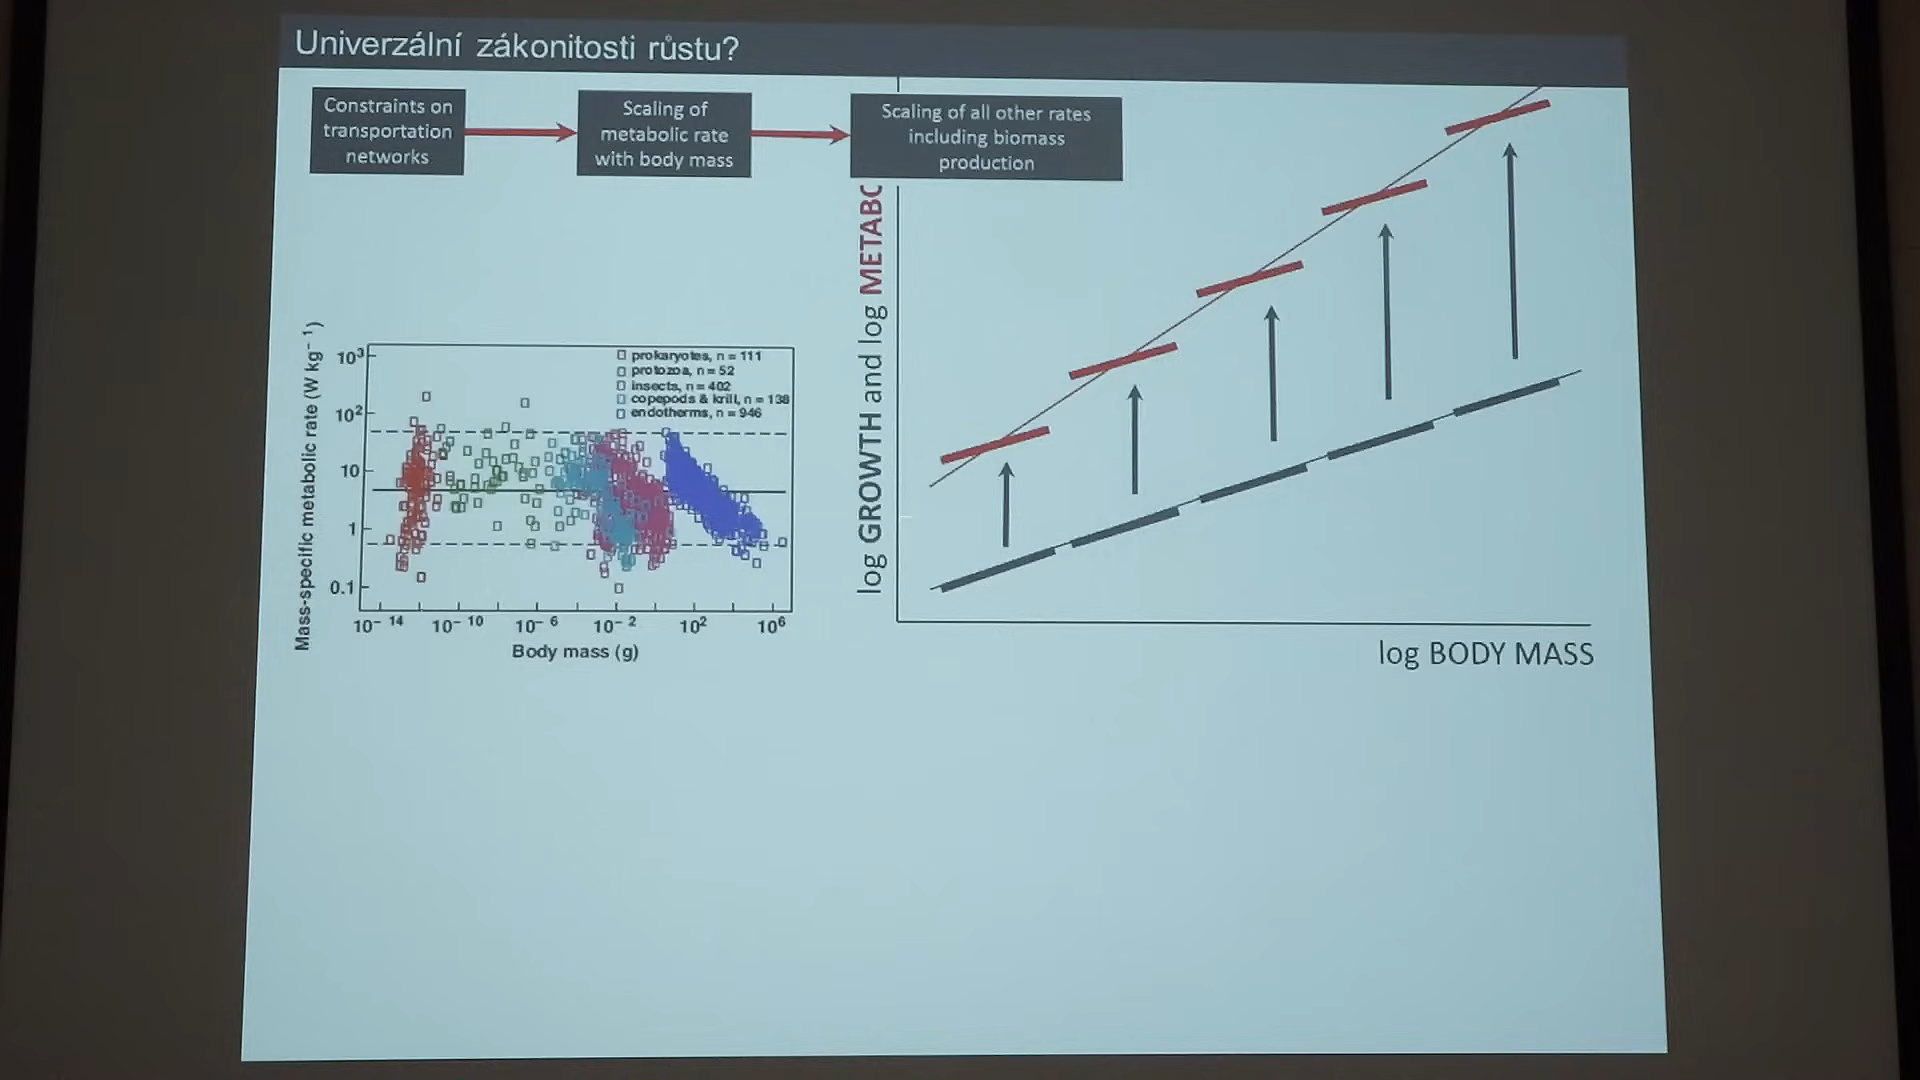 Univerzální zákonitosti růstu?
Constraints on
transportation
networks
Scaling of
metabolic rate
with body mass
Scaling of all other rates
including biomass
production
Mass-specific metabolic rate (W kg⁻¹)
10³
10²
10
1
0.1
prokaryotes, n = 111
protozoa, n = 52
insects, n = 402
copepods & krill, n = 138
endotherms, n = 946
10⁻¹⁴ 10⁻¹⁰ 10⁻⁶ 10⁻² 10² 10⁶
Body mass (g)
log GROWTH and log METABO
log BODY MASS